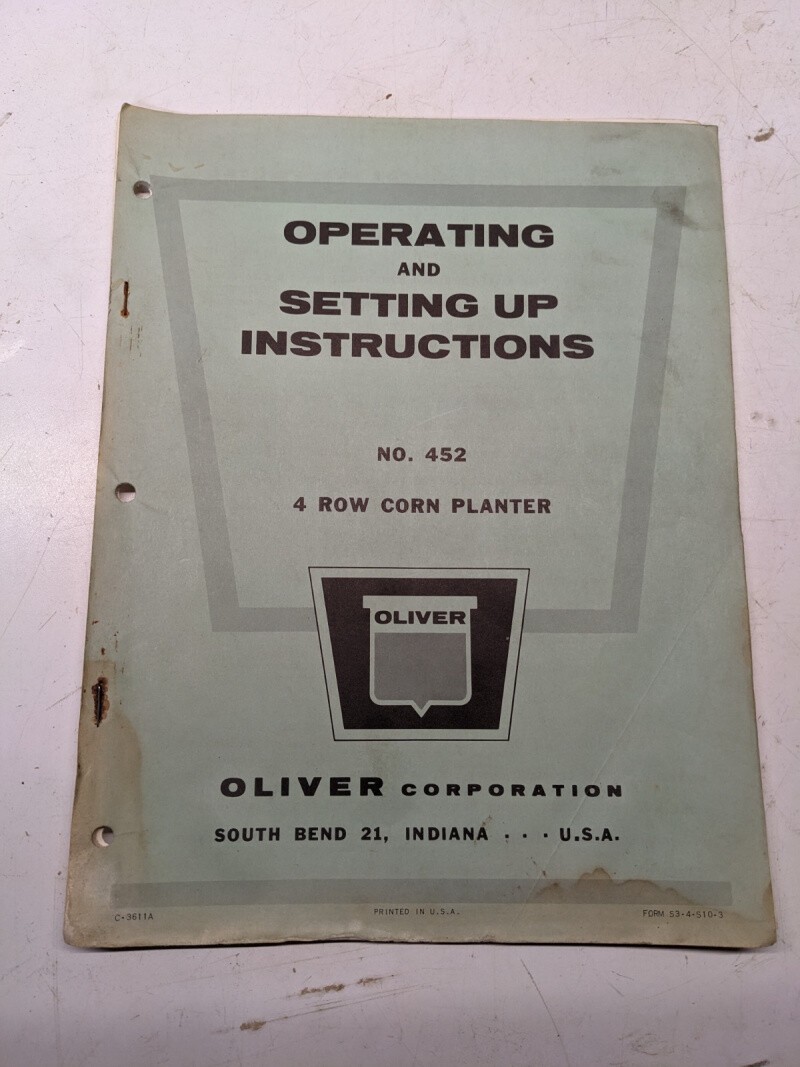 OPERATING
AND
SETTING UP
INSTRUCTIONS
NO. 452
4 ROW CORN PLANTER
OLIVER
OLIVER CORPORATION
SOUTH BEND 21, INDIANA . . . U.S.A.
C-3611A PRINTED IN U.S.A. FORM S3-4-S10-3